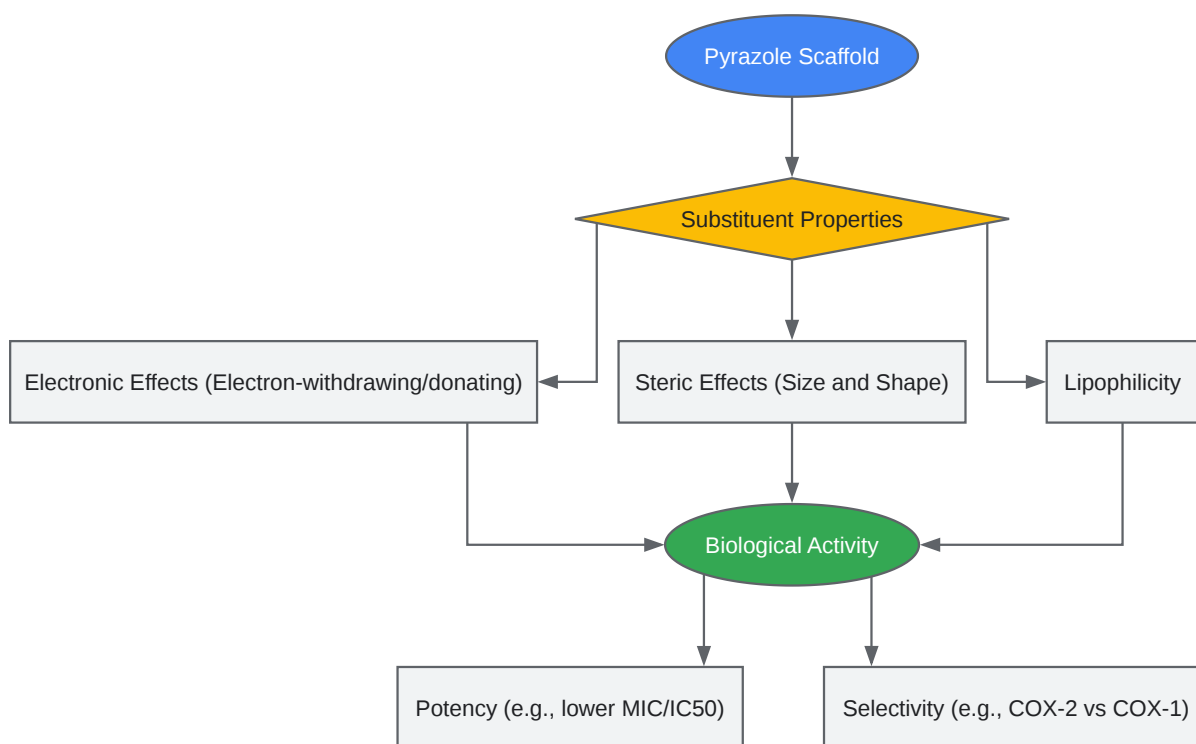 Pyrazole Scaffold
Substituent Properties
Electronic Effects (Electron-withdrawing/donating)
Steric Effects (Size and Shape)
Lipophilicity
Biological Activity
Potency (e.g., lower MIC/IC50)
Selectivity (e.g., COX-2 vs COX-1)